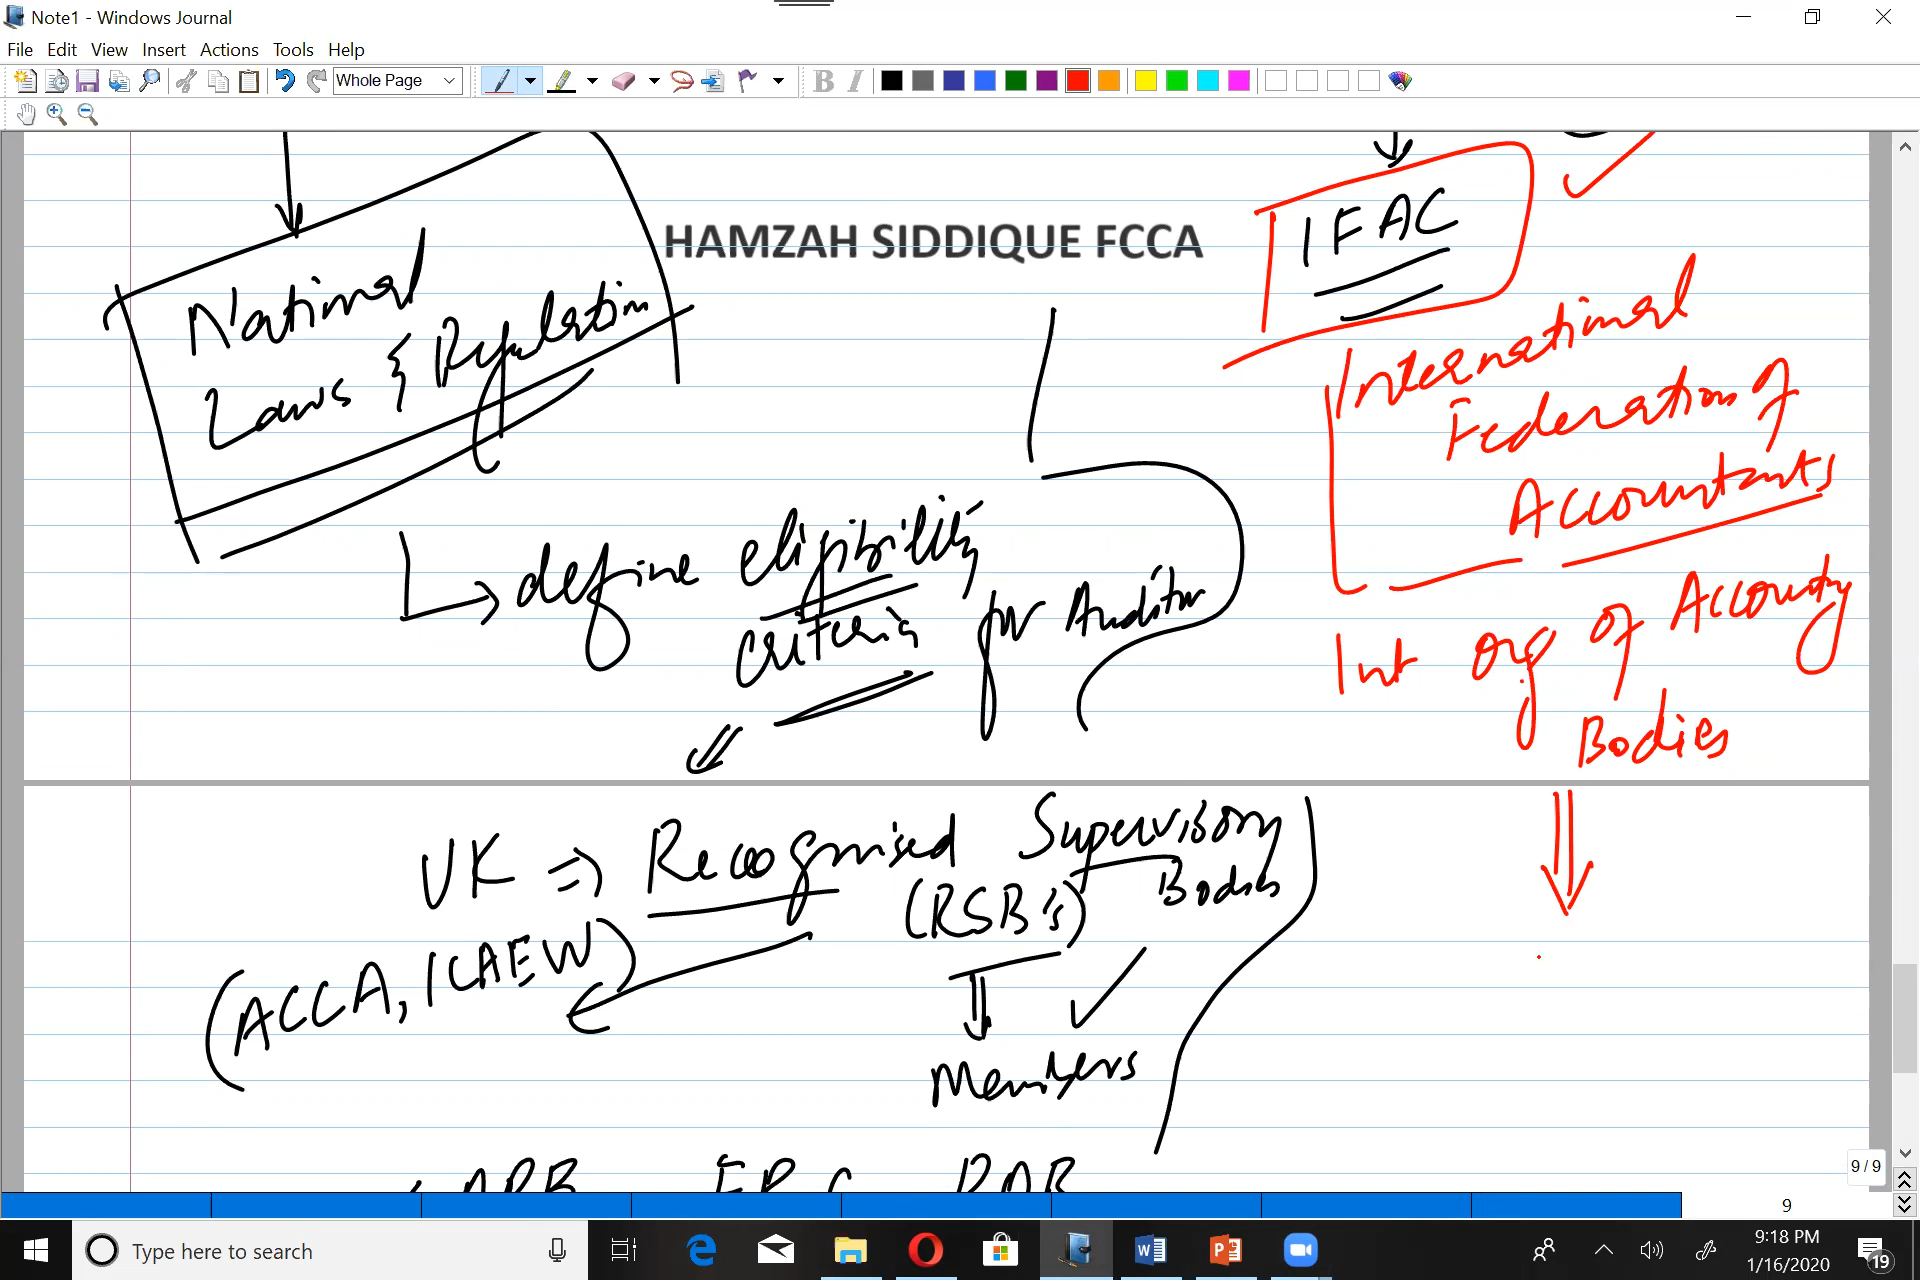 Note1 - Windows Journal
File Edit View Insert Actions Tools Help
Whole Page
B I
HAMZAH SIDDIQUE FCCA
IFAC
National
Laws & Regulation
International
Federation of
Accountants
define eligibility
criteria for Auditor
Int org of Accounty
Bodies
UK => Recognised Supervisory
Bodies
(RSB's)
(ACCA, ICAEW)
Members
9 / 9
9
Type here to search
9:18 PM
1/16/2020
19